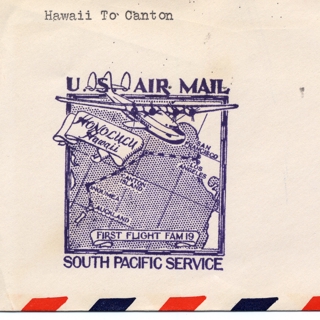 Hawaii To Canton
U.S. AIR MAIL
HONOLULU
Hawaii
SAN
FRANCISCO
LOS
ANGELES
CANTON
ISLAND
NOUMEA
AUCKLAND
FIRST FLIGHT FAM 19
SOUTH PACIFIC SERVICE